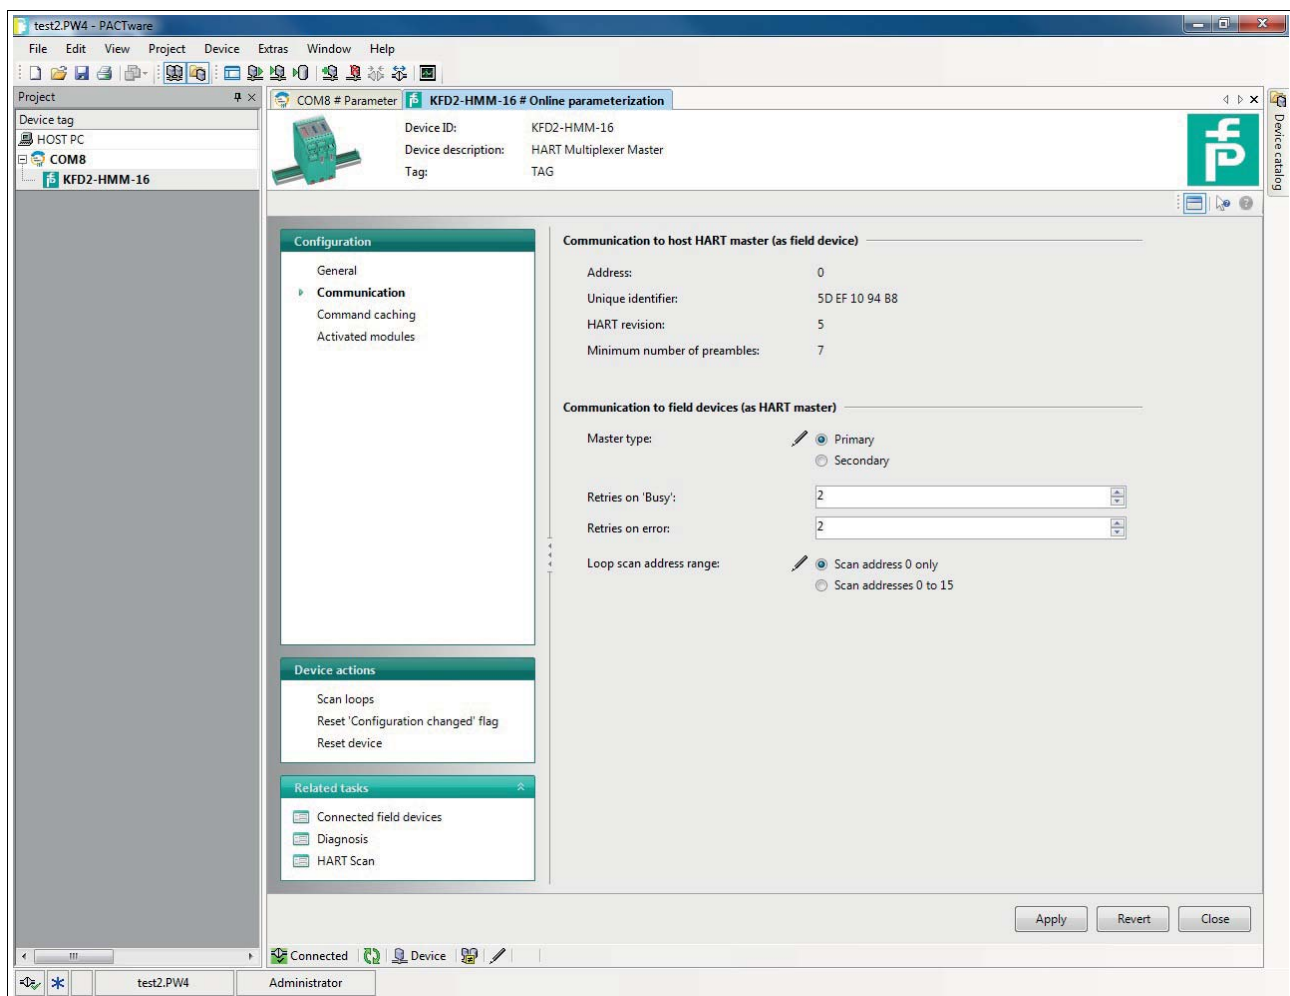 test2.PW4 - PACTware
File Edit View Project Device Extras Window Help
Project
Device tag
HOST PC
COM8
KFD2-HMM-16
COM8 # Parameter
KFD2-HMM-16 # Online parameterization
Device ID: KFD2-HMM-16
Device description: HART Multiplexer Master
Tag: TAG
Device catalog
Configuration
General
Communication
Command caching
Activated modules
Communication to host HART master (as field device)
Address: 0
Unique identifier: 5D EF 10 94 B8
HART revision: 5
Minimum number of preambles: 7
Communication to field devices (as HART master)
Master type: Primary
Secondary
Retries on 'Busy': 2
Retries on error: 2
Loop scan address range: Scan address 0 only
Scan addresses 0 to 15
Device actions
Scan loops
Reset 'Configuration changed' flag
Reset device
Related tasks
Connected field devices
Diagnosis
HART Scan
Apply Revert Close
Connected Device
test2.PW4 Administrator